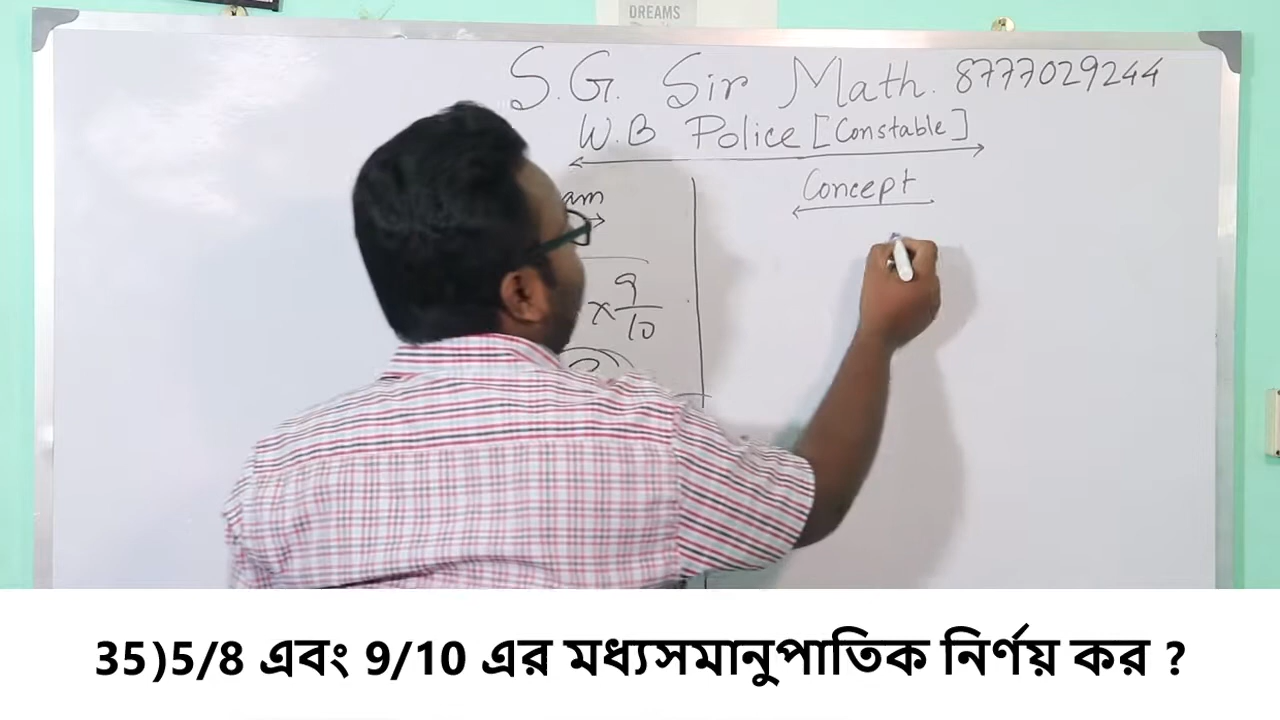 DREAMS
S.G. Sir Math. 8777029244
W.B Police [Constable]
Concept
× 9/10
35)5/8 এবং 9/10 এর মধ্যসমানুপাতিক নির্ণয় কর ?